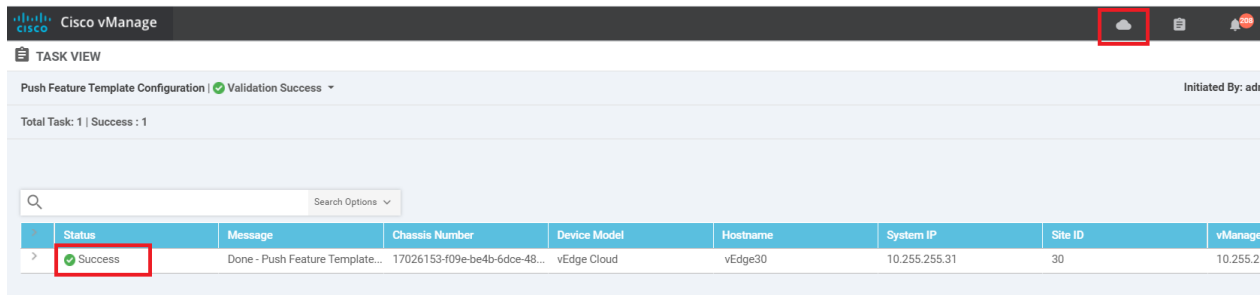 cisco Cisco vManage 208
TASK VIEW
Push Feature Template Configuration | Validation Success Initiated By:
Total Task: 1 | Success : 1
Search Options
Status Message Chassis Number Device Model Hostname System IP Site ID vManage
Success Done - Push Feature Template... 17026153-f09e-be4b-6dce-48... vEdge Cloud vEdge30 10.255.255.31 30 10.255.2